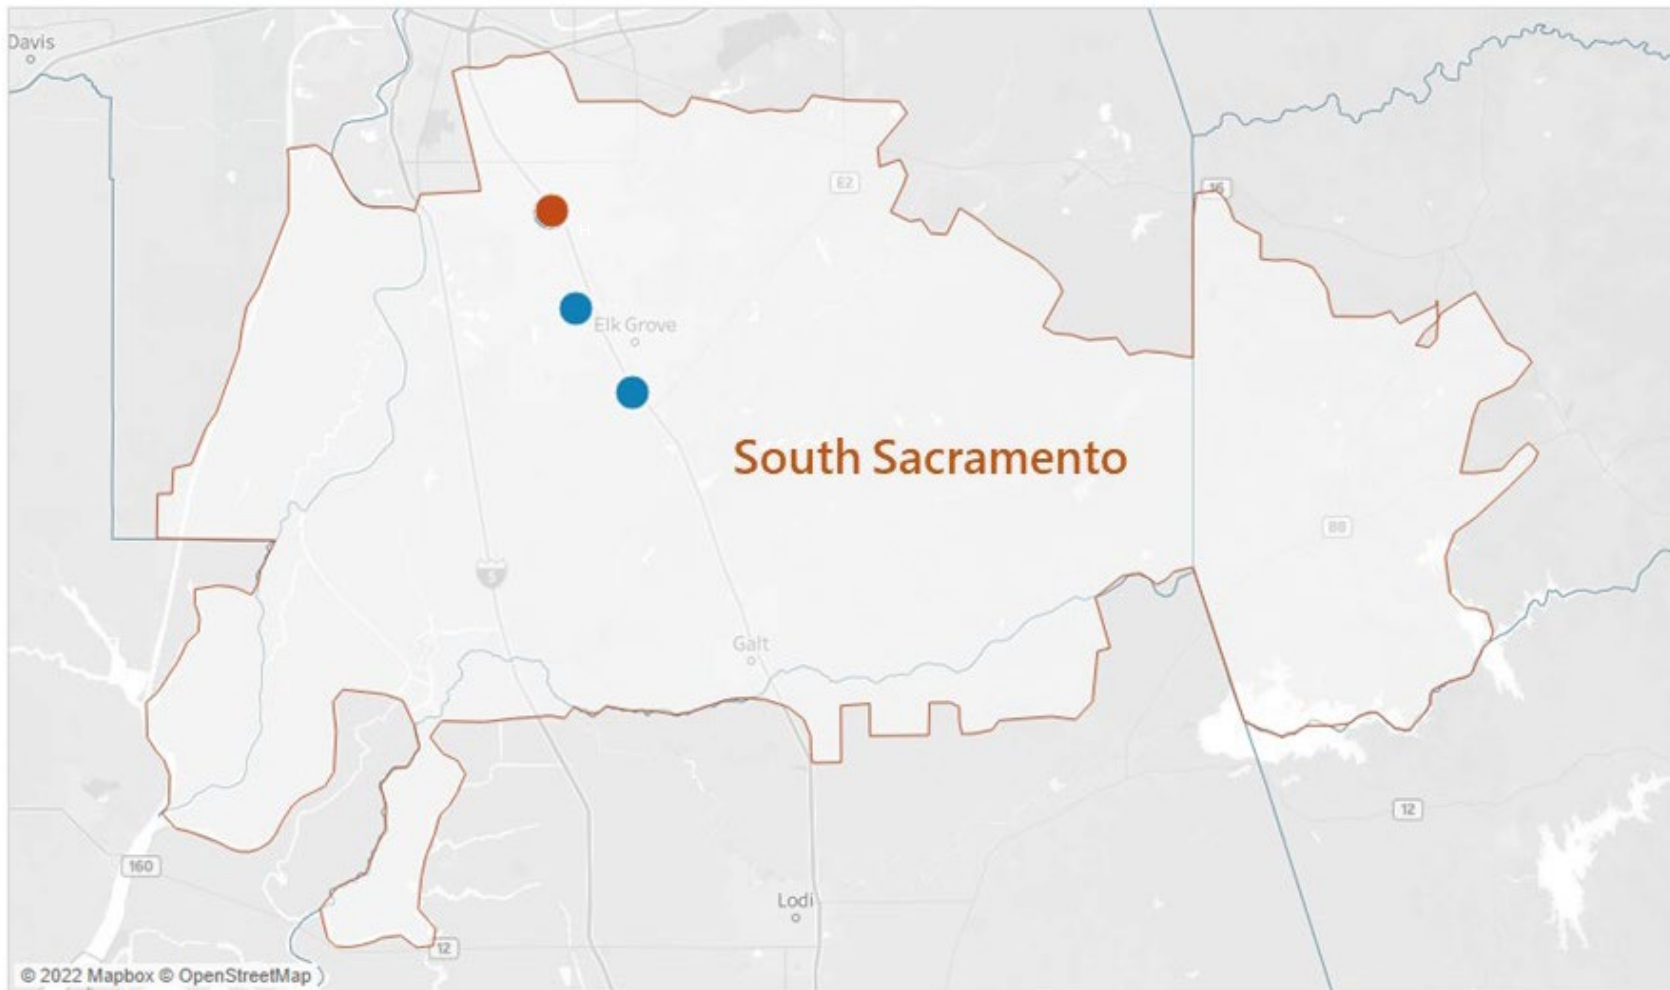 Davis
E2
16
Elk Grove
South Sacramento
88
5
Galt
12
160
Lodi
12
© 2022 Mapbox © OpenStreetMap